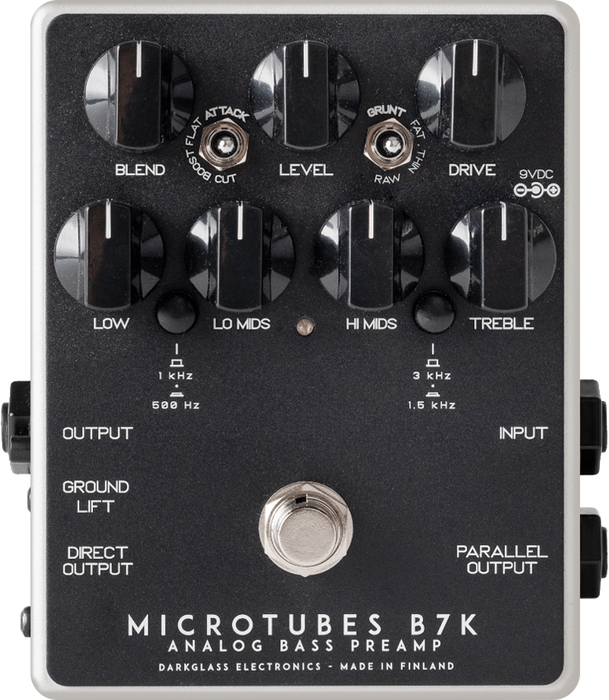 ATTACK
FLAT
BOOST
CUT
GRUNT
FAT
THIN
RAW
BLEND
LEVEL
DRIVE
9VDC
LOW
LO MIDS
HI MIDS
TREBLE
1 kHz
500 Hz
3 kHz
1.5 kHz
OUTPUT
INPUT
GROUND
LIFT
DIRECT
OUTPUT
PARALLEL
OUTPUT
MICROTUBES B7K
ANALOG BASS PREAMP
DARKGLASS ELECTRONICS - MADE IN FINLAND